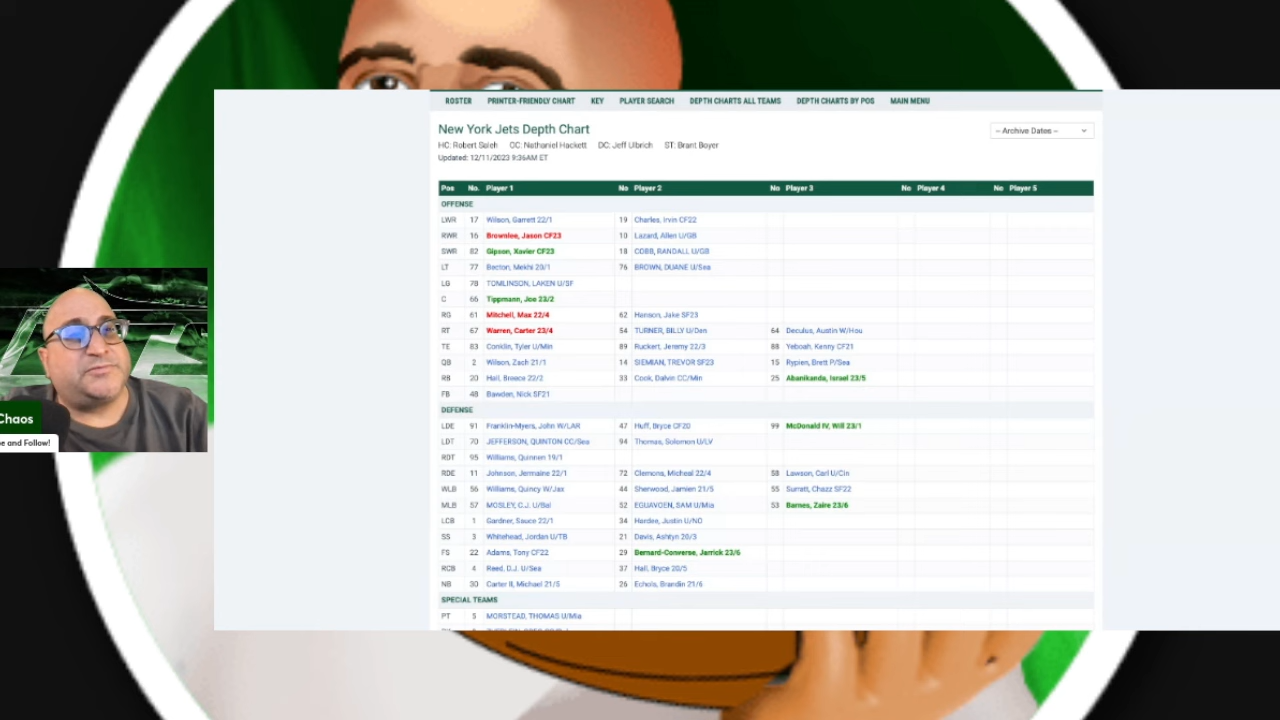 ROSTER PRINTER-FRIENDLY CHART KEY PLAYER SEARCH DEPTH CHARTS ALL TEAMS DEPTH CHARTS BY POS MAIN MENU
New York Jets Depth Chart
-- Archive Dates --
HC: Robert Saleh OC: Nathaniel Hackett DC: Jeff Ulbrich ST: Brant Boyer
Updated: 12/11/2023 9:36AM ET
Pos No. Player 1 No Player 2 No Player 3 No Player 4 No Player 5
OFFENSE
LWR 17 Wilson, Garrett 22/1 19 Charles, Irvin CF22
RWR 16 Brownlee, Jason CF23 10 Lazard, Allen U/GB
SWR 82 Gipson, Xavier CF23 18 COBB, RANDALL U/GB
LT 77 Becton, Mekhi 20/1 76 BROWN, DUANE U/Sea
LG 78 TOMLINSON, LAKEN U/SF
C 66 Tippmann, Joe 23/2
RG 61 Mitchell, Max 22/4 62 Hanson, Jake SF23
RT 67 Warren, Carter 23/4 54 TURNER, BILLY U/Den 64 Deculus, Austin W/Hou
TE 83 Conklin, Tyler U/Min 89 Ruckert, Jeremy 22/3 88 Yeboah, Kenny CF21
QB 2 Wilson, Zach 21/1 14 SIEMIAN, TREVOR SF23 15 Rypien, Brett P/Sea
RB 20 Hall, Breece 22/2 33 Cook, Dalvin CC/Min 25 Abanikanda, Israel 23/5
FB 48 Bawden, Nick SF21
DEFENSE
LDE 91 Franklin-Myers, John W/LAR 47 Huff, Bryce CF20 99 McDonald IV, Will 23/1
LDT 70 JEFFERSON, QUINTON CC/Sea 94 Thomas, Solomon U/LV
RDT 95 Williams, Quinnen 19/1
RDE 11 Johnson, Jermaine 22/1 72 Clemons, Micheal 22/4 58 Lawson, Carl U/Cin
WLB 56 Williams, Quincy W/Jax 44 Sherwood, Jamien 21/5 55 Surratt, Chazz SF22
MLB 57 MOSLEY, C.J. U/Bal 52 EGUAVOEN, SAM U/Mia 53 Barnes, Zaire 23/6
LCB 1 Gardner, Sauce 22/1 34 Hardee, Justin U/NO
SS 3 Whitehead, Jordan U/TB 21 Davis, Ashtyn 20/3
FS 22 Adams, Tony CF22 29 Bernard-Converse, Jarrick 23/6
RCB 4 Reed, D.J. U/Sea 37 Hall, Bryce 20/5
NB 30 Carter II, Michael 21/5 26 Echols, Brandin 21/6
SPECIAL TEAMS
PT 5 MORSTEAD, THOMAS U/Mia
Chaos
e and Follow!